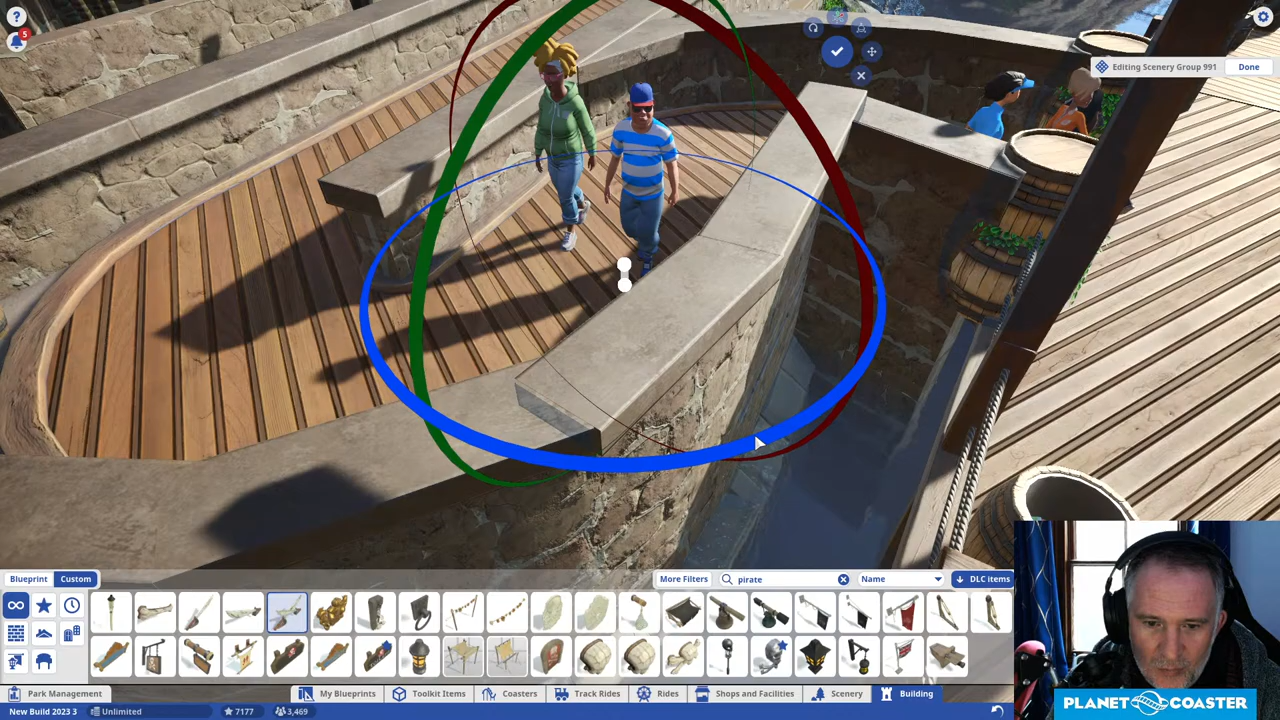 ?
5
Editing Scenery Group 991 Done
Blueprint Custom More Filters pirate Name DLC items
Park Management My Blueprints Toolkit Items Coasters Track Rides Rides Shops and Facilities Scenery Building
New Build 2023 3 Unlimited 7177 3,469
PLANET COASTER